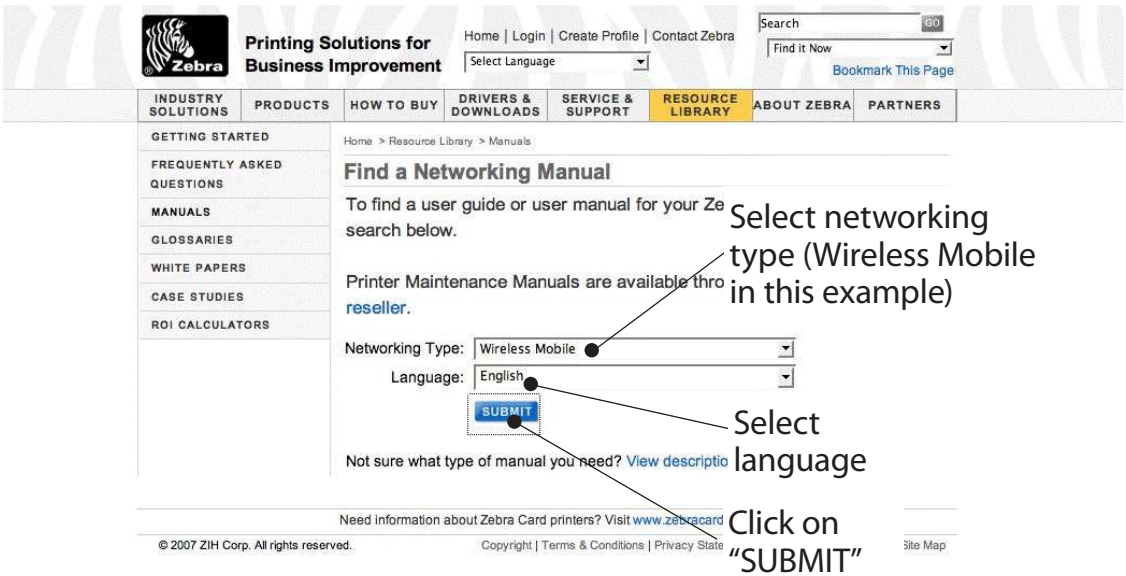 Zebra
Printing Solutions for
Business Improvement
Home | Login | Create Profile | Contact Zebra
Select Language
Search
GO
Find it Now
Bookmark This Page
INDUSTRY SOLUTIONS
PRODUCTS
HOW TO BUY
DRIVERS & DOWNLOADS
SERVICE & SUPPORT
RESOURCE LIBRARY
ABOUT ZEBRA
PARTNERS
GETTING STARTED
FREQUENTLY ASKED
QUESTIONS
MANUALS
GLOSSARIES
WHITE PAPERS
CASE STUDIES
ROI CALCULATORS
Home > Resource Library > Manuals
Find a Networking Manual
To find a user guide or user manual for your Ze
search below.
Printer Maintenance Manuals are available thro
reseller.
Networking Type: Wireless Mobile
Language: English
SUBMIT
Not sure what type of manual you need? View descriptio
Select networking
type (Wireless Mobile
in this example)
Select
language
Click on
“SUBMIT”
Need information about Zebra Card printers? Visit www.zebracard
© 2007 ZIH Corp. All rights reserved.
Copyright | Terms & Conditions | Privacy State
Site Map